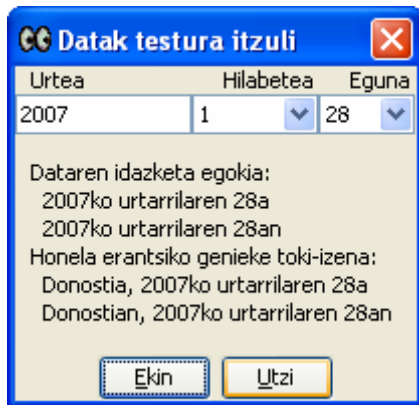 Datak testura itzuli
Urtea Hilabetea Eguna
2007 1 28
Dataren idazketa egokia:
2007ko urtarrilaren 28a
2007ko urtarrilaren 28an
Honela erantsiko genieke toki-izena:
Donostia, 2007ko urtarrilaren 28a
Donostian, 2007ko urtarrilaren 28an
Ekin Utzi